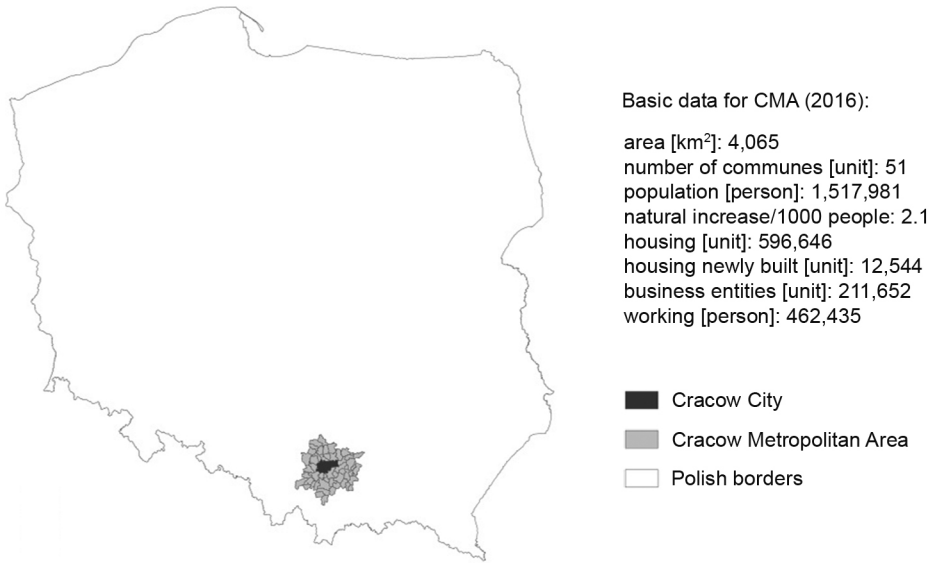 Basic data for CMA (2016):
area [km²]: 4,065
number of communes [unit]: 51
population [person]: 1,517,981
natural increase/1000 people: 2.1
housing [unit]: 596,646
housing newly built [unit]: 12,544
business entities [unit]: 211,652
working [person]: 462,435
Cracow City
Cracow Metropolitan Area
Polish borders